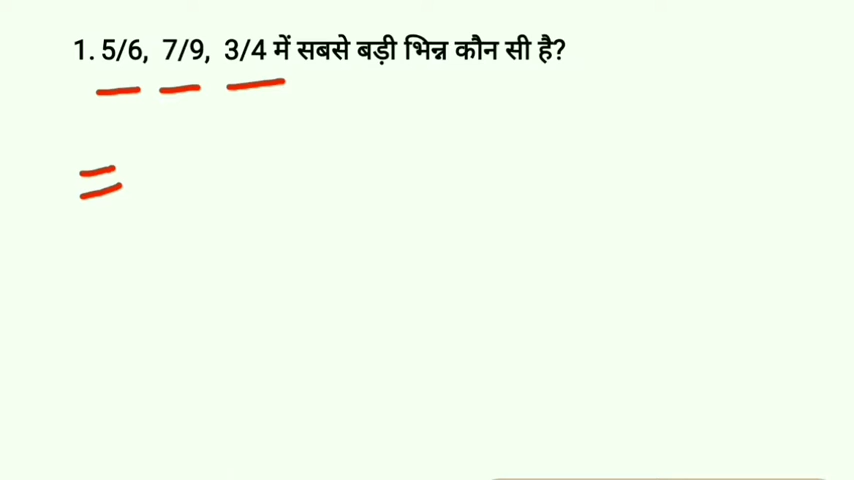 1. 5/6, 7/9, 3/4 में सबसे बड़ी भिन्न कौन सी है?
=